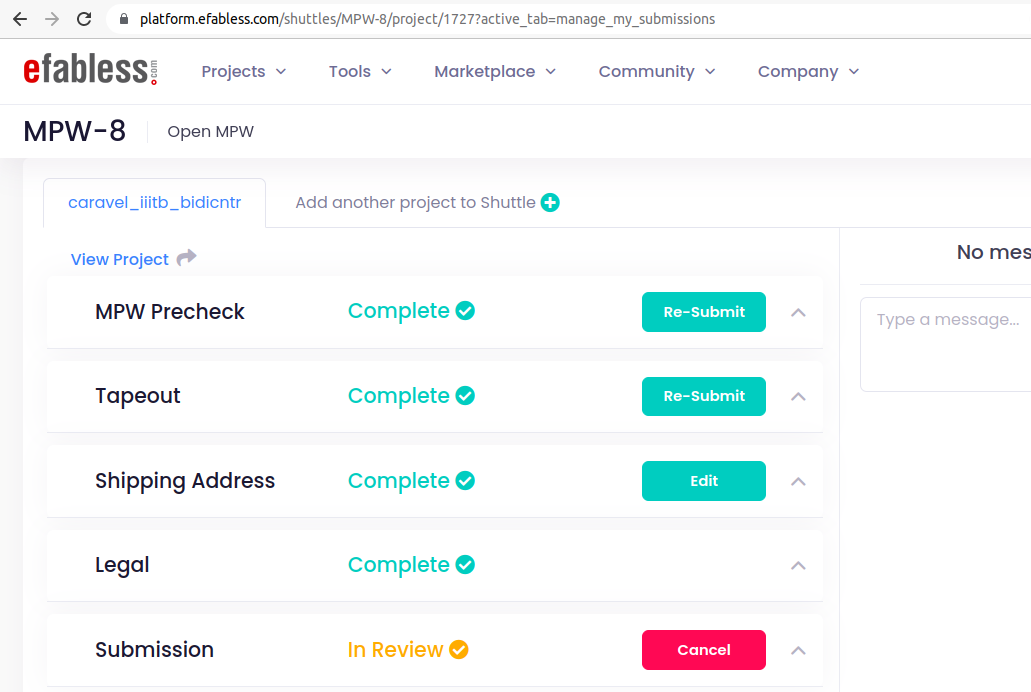 platform.efabless.com/shuttles/MPW-8/project/1727?active_tab=manage_my_submissions
efabless.com Projects Tools Marketplace Community Company
MPW-8 Open MPW
caravel_iiitb_bidicntr Add another project to Shuttle
View Project
No mes
MPW Precheck Complete Re-Submit
Type a message...
Tapeout Complete Re-Submit
Shipping Address Complete Edit
Legal Complete
Submission In Review Cancel